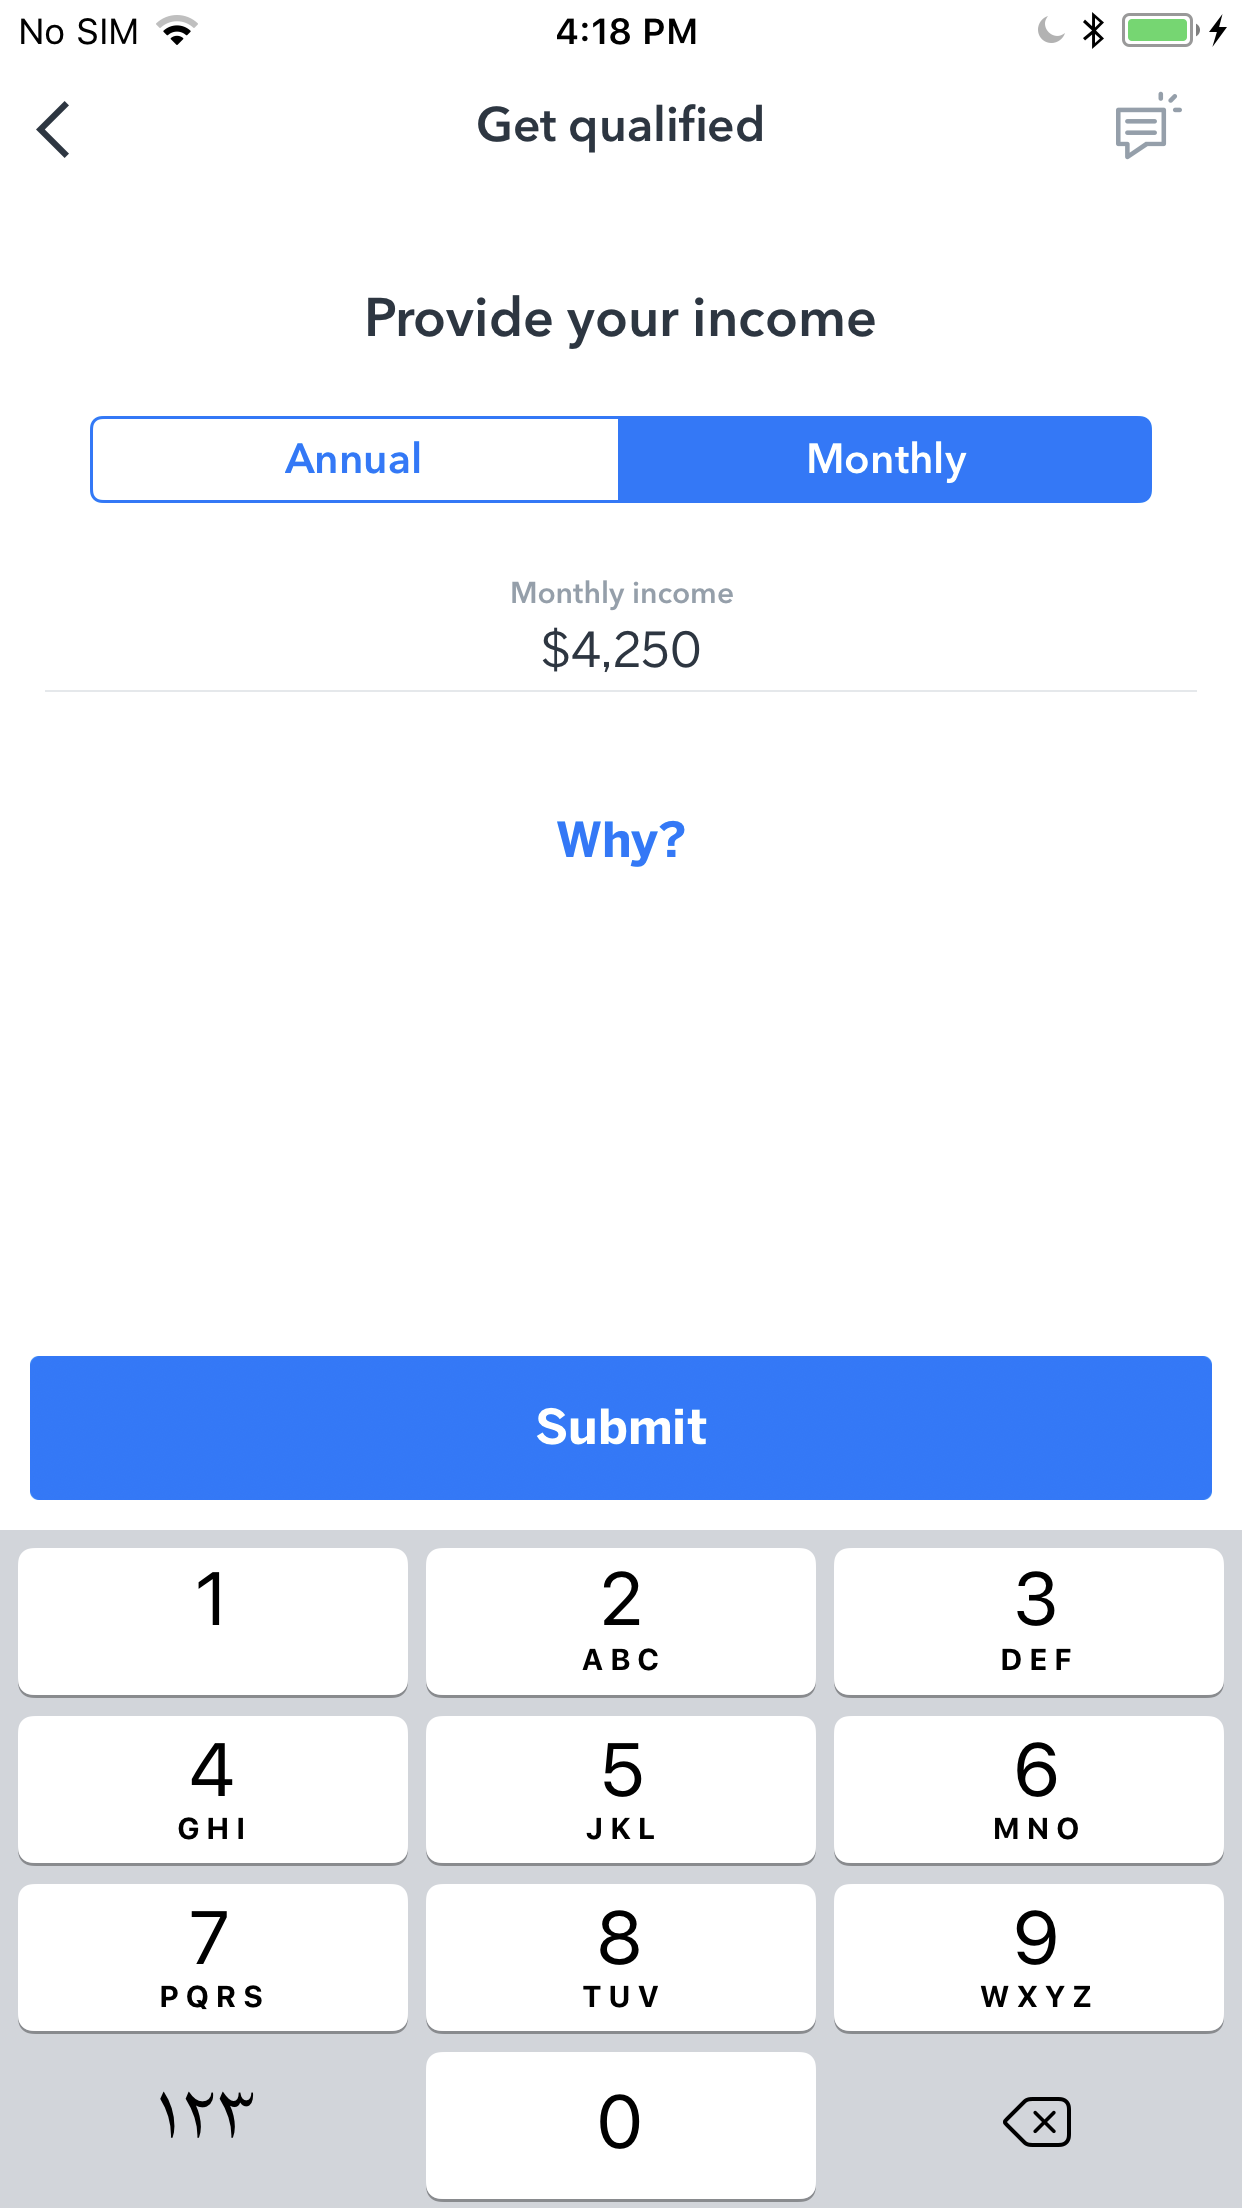 No SIM 4:18 PM
Get qualified
Provide your income
Annual Monthly
Monthly income
$4,250
Why?
Submit
1 2 3
ABC DEF
4 5 6
GHI JKL MNO
7 8 9
PQRS TUV WXYZ
١٢٣ 0